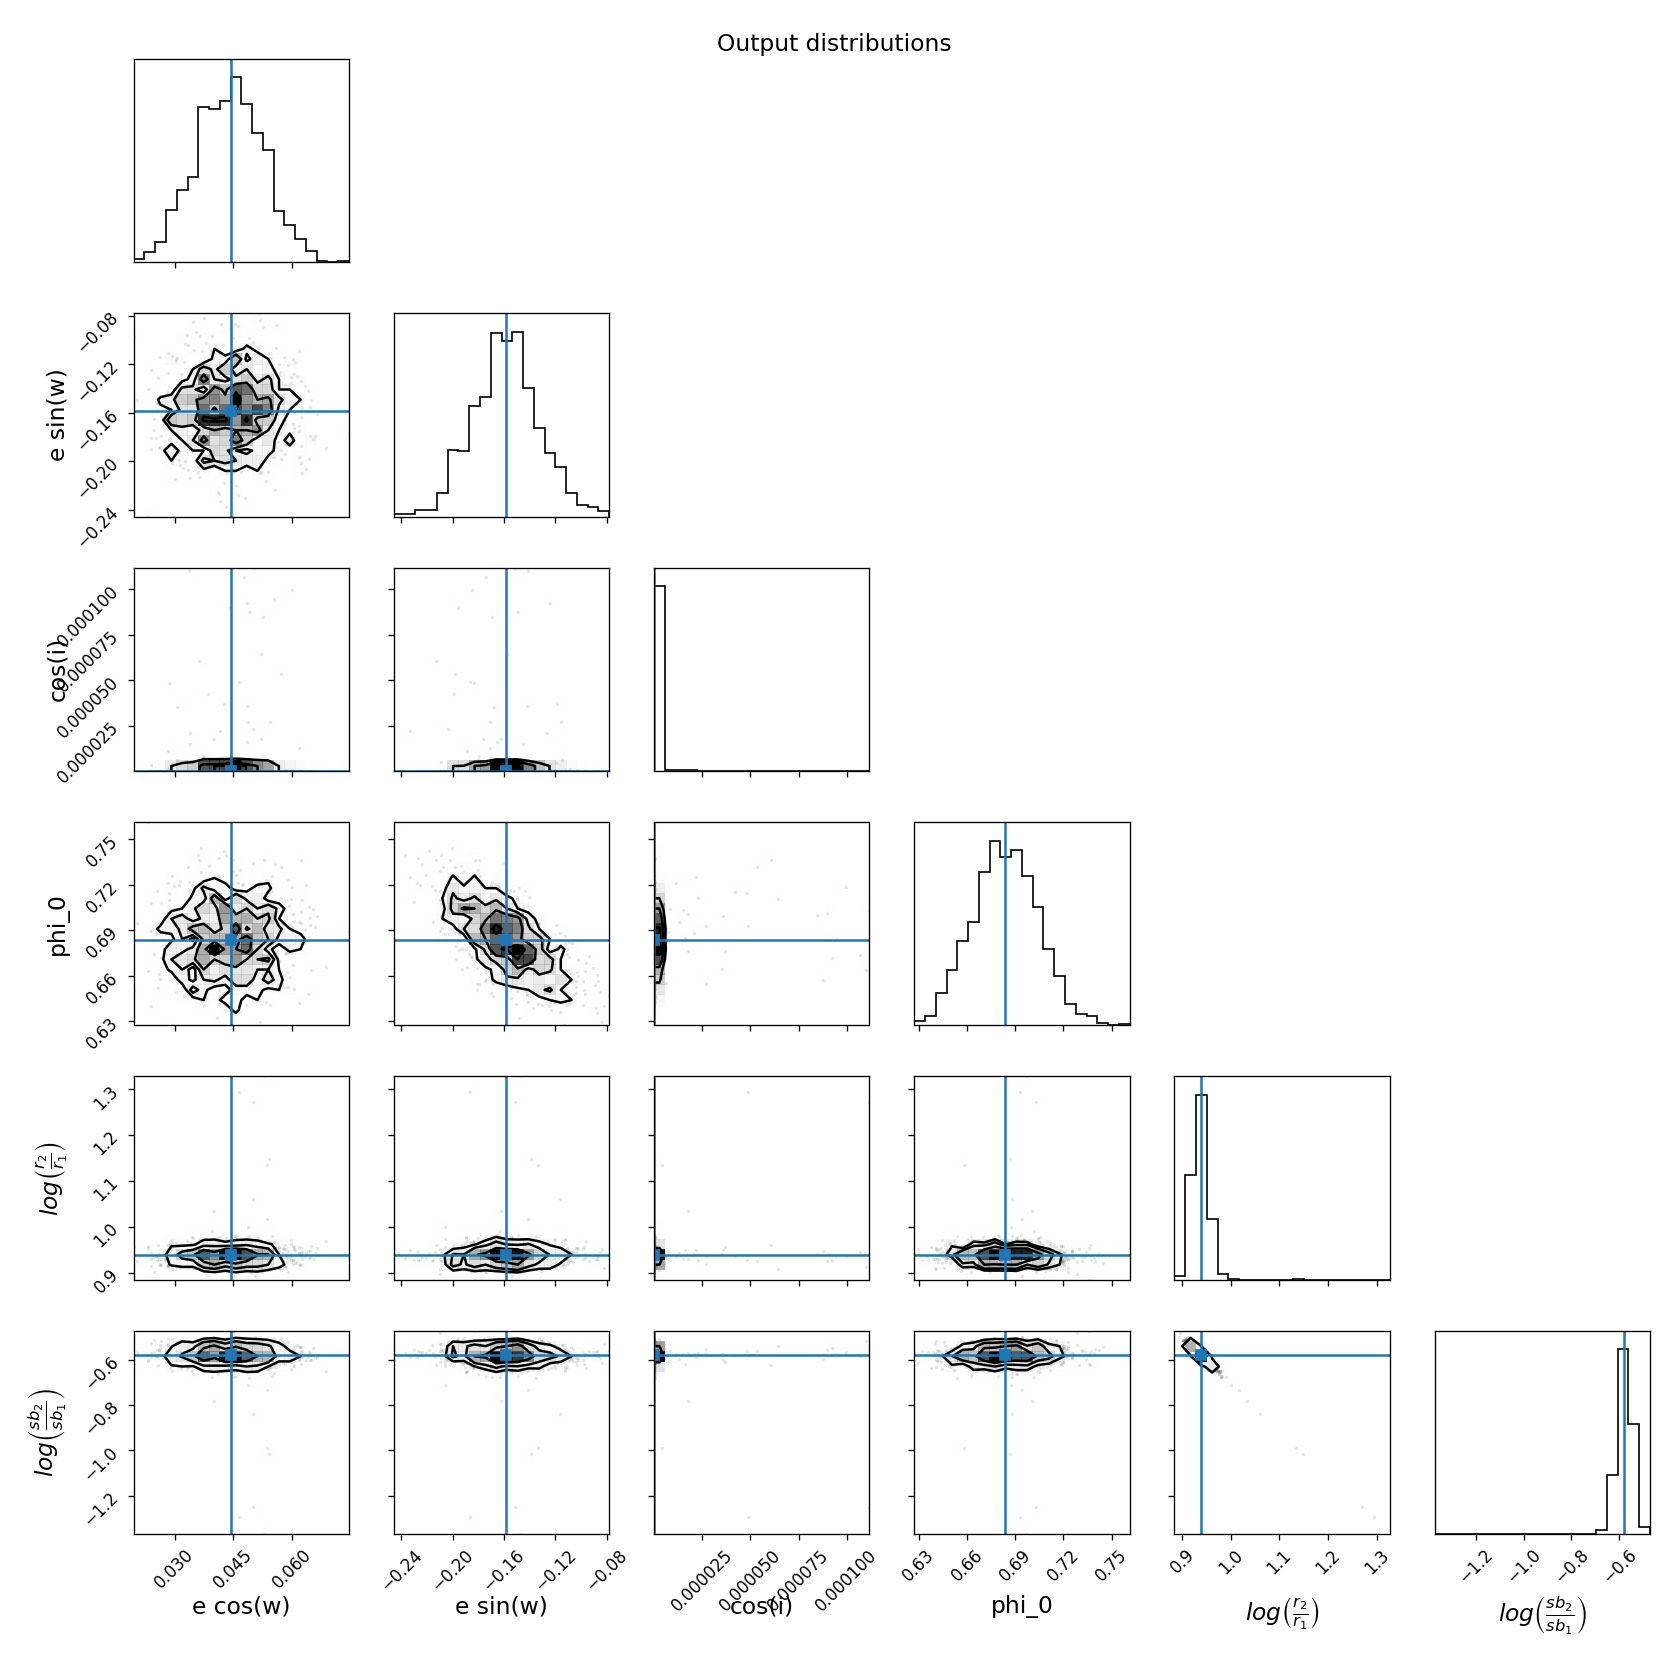 Output distributions
e sin(w)
−0.08
−0.12
−0.16
−0.20
−0.24
cos(i)
0.000100
0.000075
0.000050
0.000025
phi_0
0.75
0.72
0.69
0.66
0.63
log(r₂/r₁)
1.3
1.2
1.1
1.0
0.9
log(sb₂/sb₁)
−0.6
−0.8
−1.0
−1.2
0.030 0.045 0.060
e cos(w)
−0.24 −0.20 −0.16 −0.12 −0.08
e sin(w)
0.000025 0.000050 0.000075 0.000100
cos(i)
0.63 0.66 0.69 0.72 0.75
phi_0
0.9 1.0 1.1 1.2 1.3
log(r₂/r₁)
−1.2 −1.0 −0.8 −0.6
log(sb₂/sb₁)